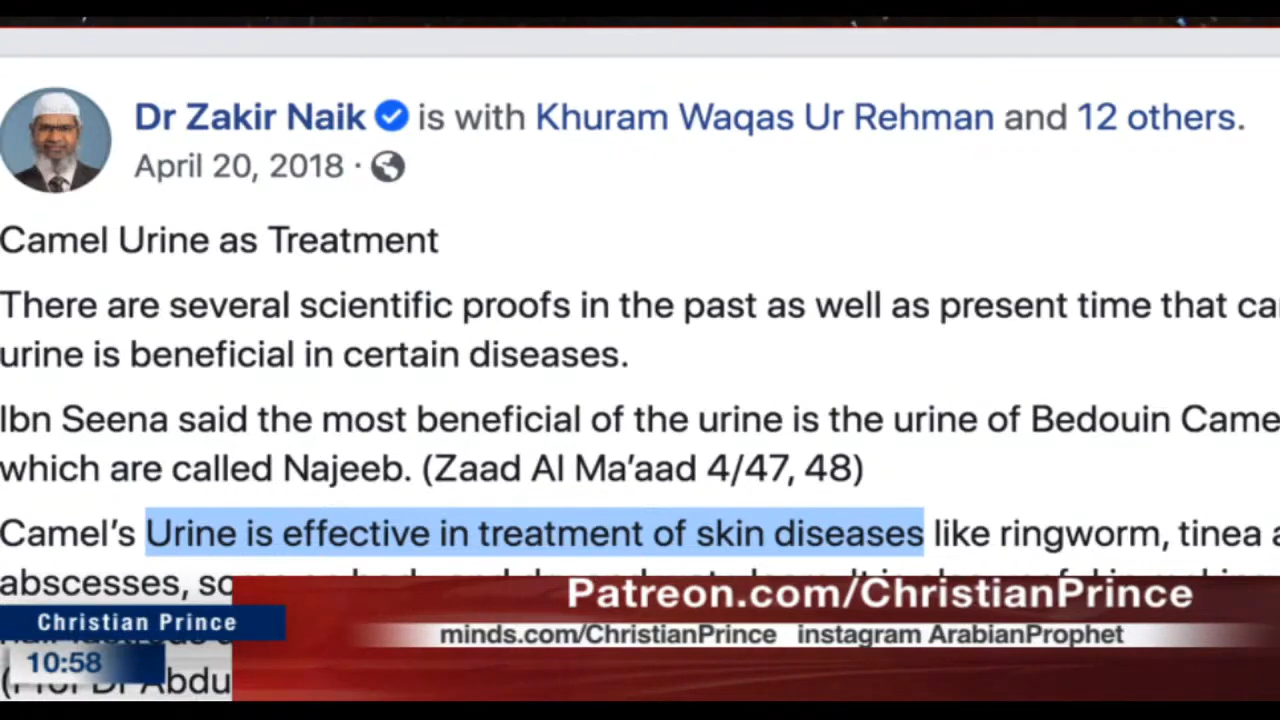 Dr Zakir Naik is with Khuram Waqas Ur Rehman and 12 others.
April 20, 2018 ·
Camel Urine as Treatment
There are several scientific proofs in the past as well as present time that
urine is beneficial in certain diseases.
Ibn Seena said the most beneficial of the urine is the urine of Bedouin
which are called Najeeb. (Zaad Al Ma'aad 4/47, 48)
Camel's Urine is effective in treatment of skin diseases like ringworm, tinea
abscesses,
Patreon.com/ChristianPrince
Christian Prince
minds.com/ChristianPrince instagram ArabianProphet
10:58